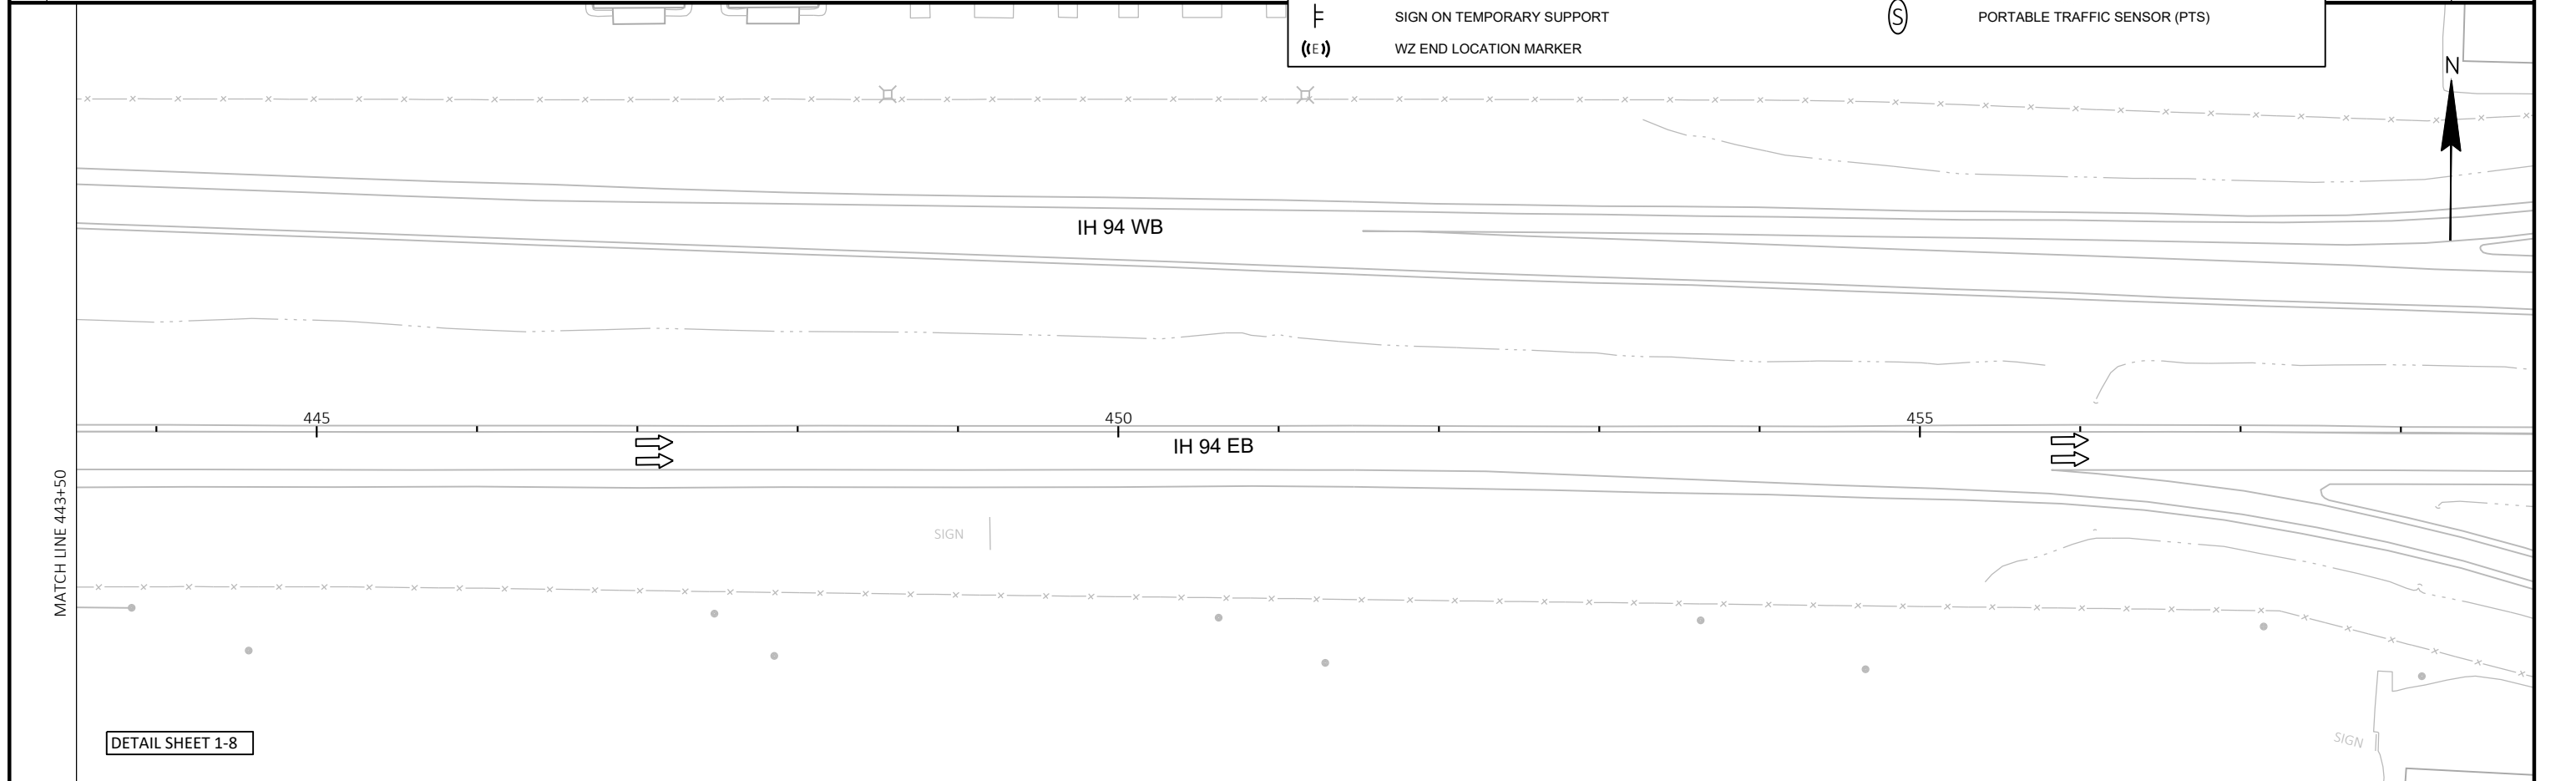 SIGN ON TEMPORARY SUPPORT
S PORTABLE TRAFFIC SENSOR (PTS)
((E)) WZ END LOCATION MARKER
N
IH 94 WB
445
450
455
IH 94 EB
MATCH LINE 443+50
SIGN
DETAIL SHEET 1-8
SIGN